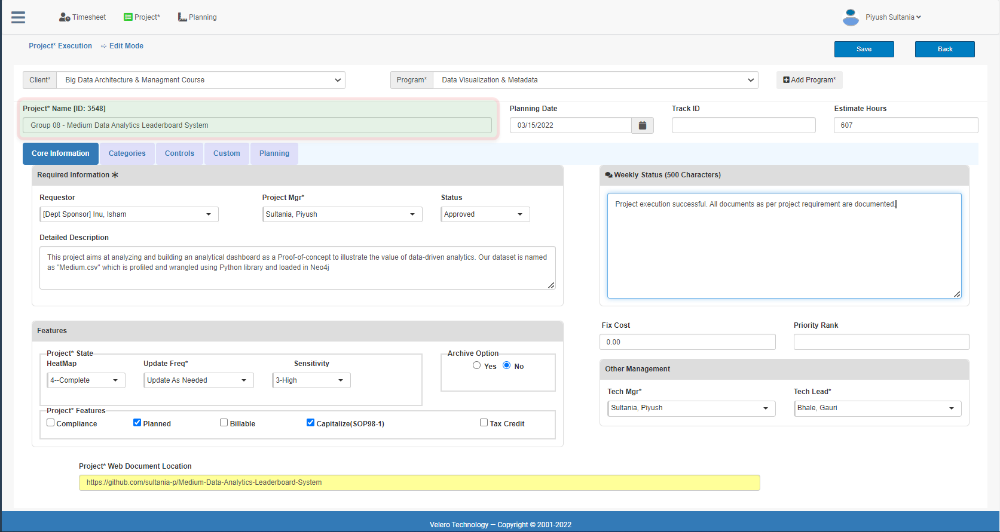 Timesheet Project* Planning Piyush Sultania
Project* Execution ⇨ Edit Mode Save Back
Client* Big Data Architecture & Managment Course Program* Data Visualization & Metadata Add Program*
Project* Name [ID: 3548] Planning Date Track ID Estimate Hours
Group 08 - Medium Data Analytics Leaderboard System 03/15/2022 607
Core Information Categories Controls Custom Planning
Required Information Weekly Status (500 Characters)
Requestor Project Mgr* Status
[Dept Sponsor] Inu, Isham Sultania, Piyush Approved
Project execution successful. All documents as per project requirement are documented.
Detailed Description
This project aims at analyzing and building an analytical dashboard as a Proof-of-concept to illustrate the value of data-driven analytics. Our dataset is named
as "Medium.csv" which is profiled and wrangled using Python library and loaded in Neo4j
Features
Project* State
HeatMap Update Freq* Sensitivity
4--Complete Update As Needed 3-High
Archive Option
Yes No
Project* Features
Compliance Planned Billable Capitalize(SOP98-1) Tax Credit
Fix Cost Priority Rank
0.00
Other Management
Tech Mgr* Tech Lead*
Sultania, Piyush Bhale, Gauri
Project* Web Document Location
https://github.com/sultania-p/Medium-Data-Analytics-Leaderboard-System
Velero Technology — Copyright © 2001-2022